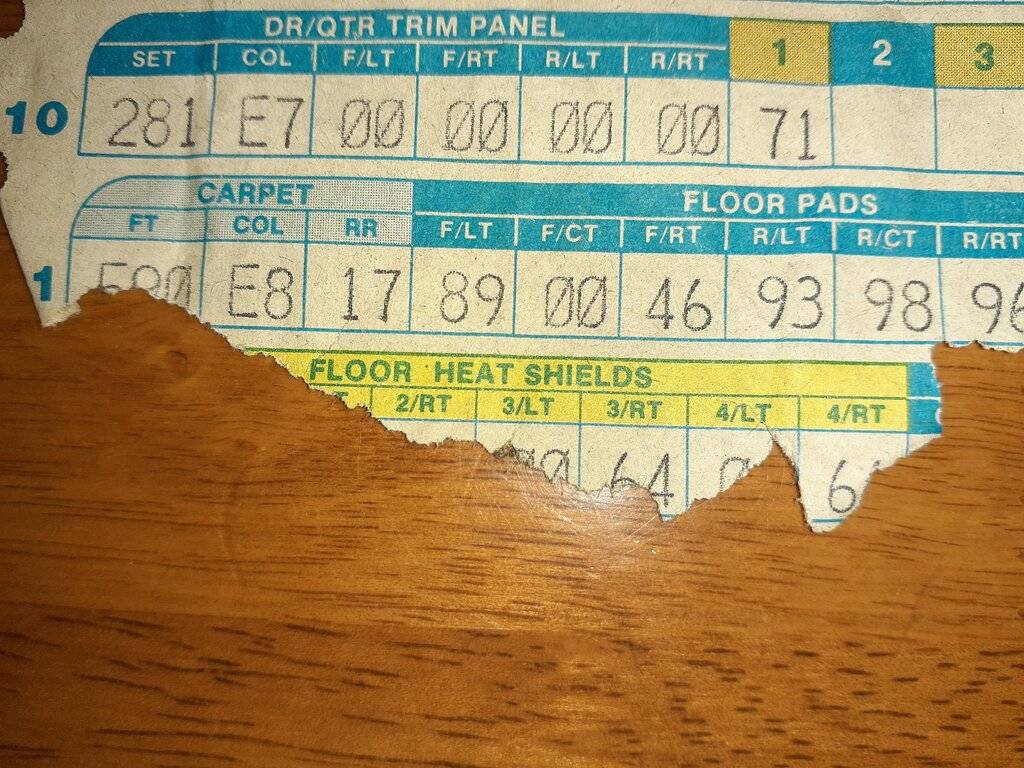 DR/QTR TRIM PANEL 1 2 3
SET COL F/LT F/RT R/LT R/RT
10 281 E7 00 00 00 00 71
CARPET FLOOR PADS
FT COL RR F/LT F/CT F/RT R/LT R/CT R/RT
1 E8 17 89 00 46 93 98 96
FLOOR HEAT SHIELDS
2/RT 3/LT 3/RT 4/LT 4/RT
64